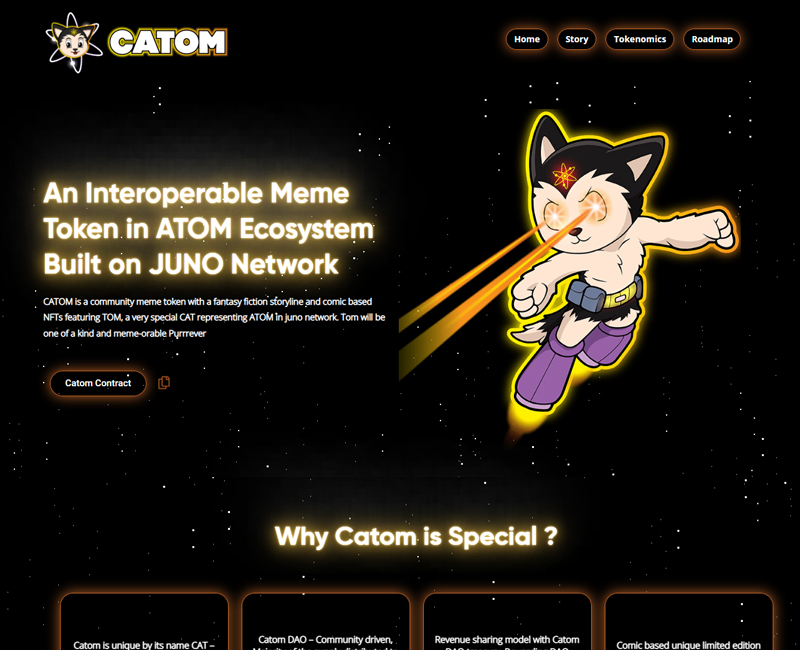 CATOM
Home
Story
Tokenomics
Roadmap
An Interoperable Meme
Token in ATOM Ecosystem
Built on JUNO Network
CATOM is a community meme token with a fantasy fiction storyline and comic based
NFTs featuring TOM, a very special CAT representing ATOM in juno network. Tom will be
one of a kind and meme-orable Purrrever
Catom Contract
Why Catom is Special ?
Catom is unique by its name CAT –
Catom DAO – Community driven,
Revenue sharing model with Catom
Comic based unique limited edition